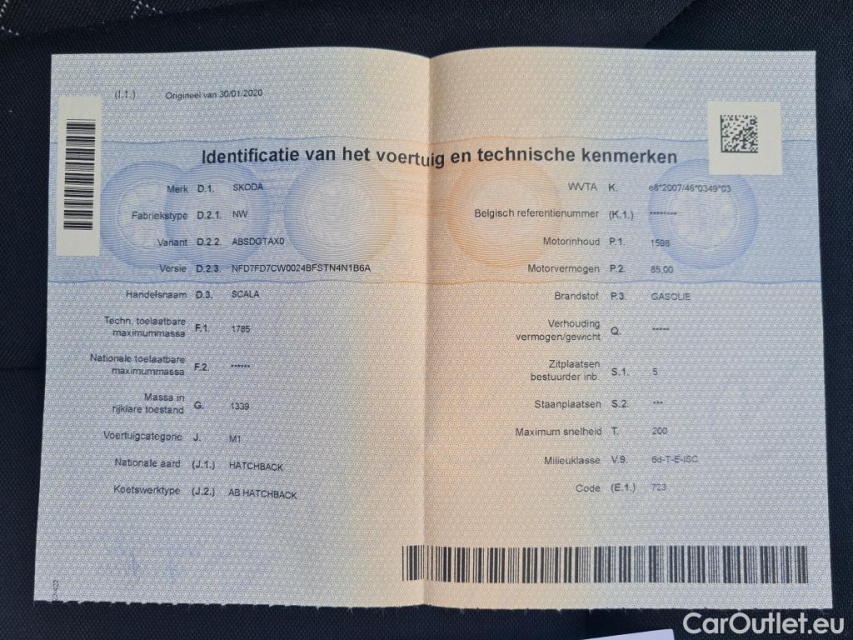 (I.1.) Origineel van 30/01/2020
Identificatie van het voertuig en technische kenmerken
Merk D.1. SKODA
Fabriekstype D.2.1. NW
Variant D.2.2. ABSDGTAX0
Versie D.2.3. NFD7FD7CW0024BFSTN4N1B6A
Handelsnaam D.3. SCALA
Techn. toelaatbare
maximummassa F.1. 1785
Nationale toelaatbare
maximummassa F.2. ******
Massa in
rijklare toestand G. 1339
Voertuigcategorie J. M1
Nationale aard (J.1.) HATCHBACK
Koetswerktype (J.2.) AB HATCHBACK
WVTA K. e8*2007/46*0349*03
Belgisch referentienummer (K.1.) ********
Motorinhoud P.1. 1598
Motorvermogen P.2. 85,00
Brandstof P.3. GASOLIE
Verhouding
vermogen/gewicht Q. *****
Zitplaatsen
bestuurder inb. S.1. 5
Staanplaatsen S.2. ***
Maximum snelheid T. 200
Milieuklasse V.9. 6d-T-E-ISC
Code (E.1.) 723
CarOutlet.eu